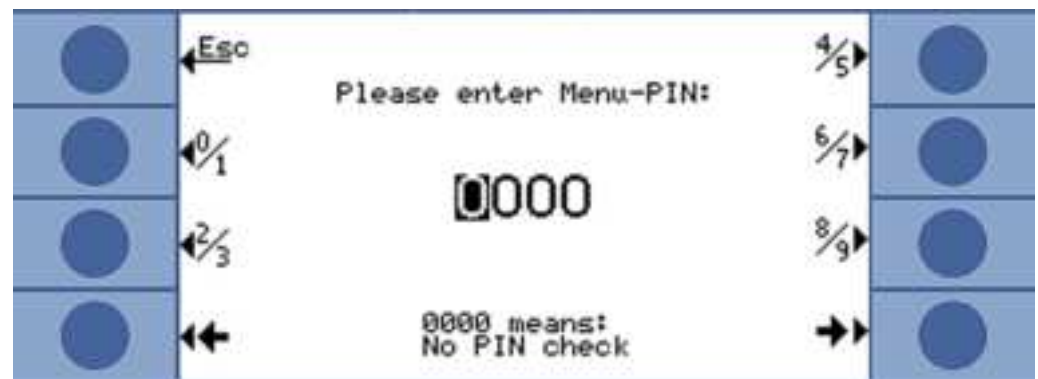 Esc
4/5
Please enter Menu-PIN:
0/1
6/7
0000
2/3
8/9
0000 means:
No PIN check